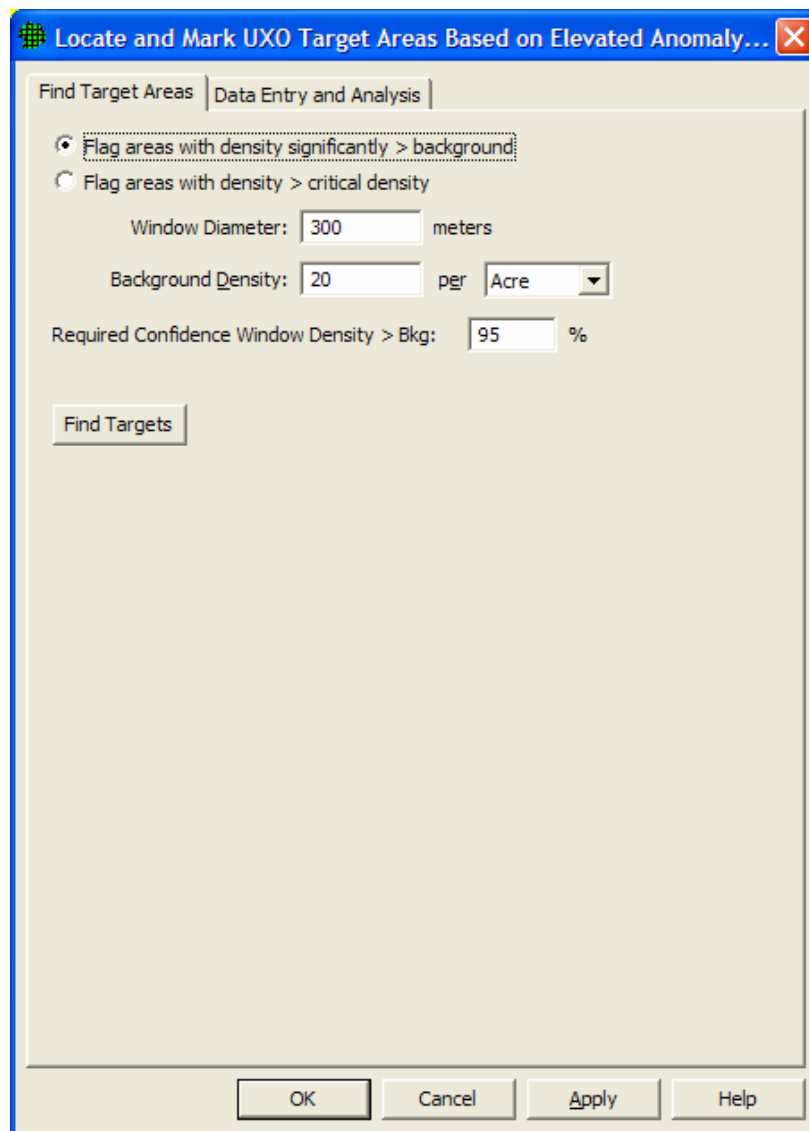 Locate and Mark UXO Target Areas Based on Elevated Anomaly...
Find Target Areas Data Entry and Analysis
Flag areas with density significantly > background
Flag areas with density > critical density
Window Diameter: 300 meters
Background Density: 20 per Acre
Required Confidence Window Density > Bkg: 95 %
Find Targets
OK Cancel Apply Help